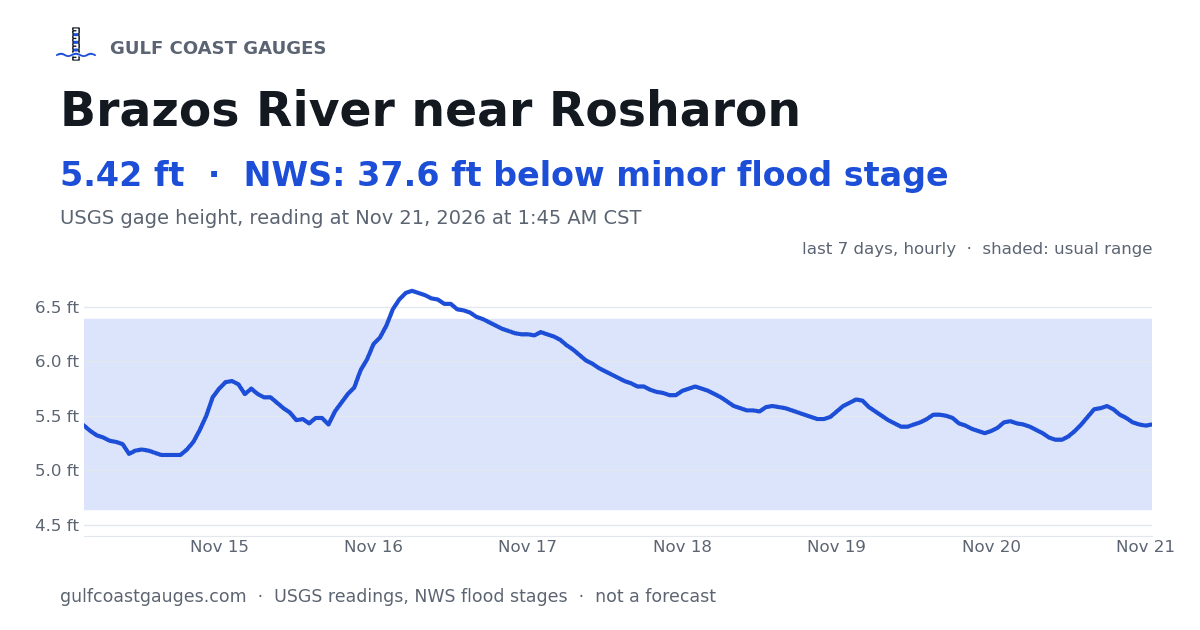 GULF COAST GAUGES
Brazos River near Rosharon
5.42 ft · NWS: 37.6 ft below minor flood stage
USGS gage height, reading at Nov 21, 2026 at 1:45 AM CST
last 7 days, hourly · shaded: usual range
6.5 ft
6.0 ft
5.5 ft
5.0 ft
4.5 ft
Nov 15 Nov 16 Nov 17 Nov 18 Nov 19 Nov 20 Nov 21
gulfcoastgauges.com · USGS readings, NWS flood stages · not a forecast